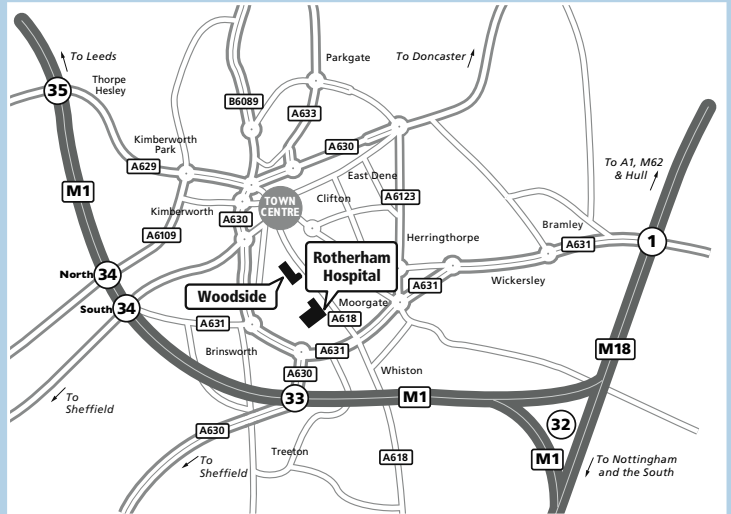 To Leeds
Parkgate
To Doncaster
Thorpe
Hesley
35
B6089
A633
Kimberworth
Park
A630
A629
East Dene
To A1, M62
& Hull
M1
TOWN
CENTRE
Clifton
A6123
Kimberworth
A630
Bramley
A6109
Herringthorpe
A631
1
Rotherham
Hospital
North
34
Wickersley
Woodside
A631
South
34
Moorgate
A618
A631
Brinsworth
A631
M18
A630
Whiston
To
Sheffield
33
M1
32
A630
Treeton
To
Sheffield
A618
M1
To Nottingham
and the South